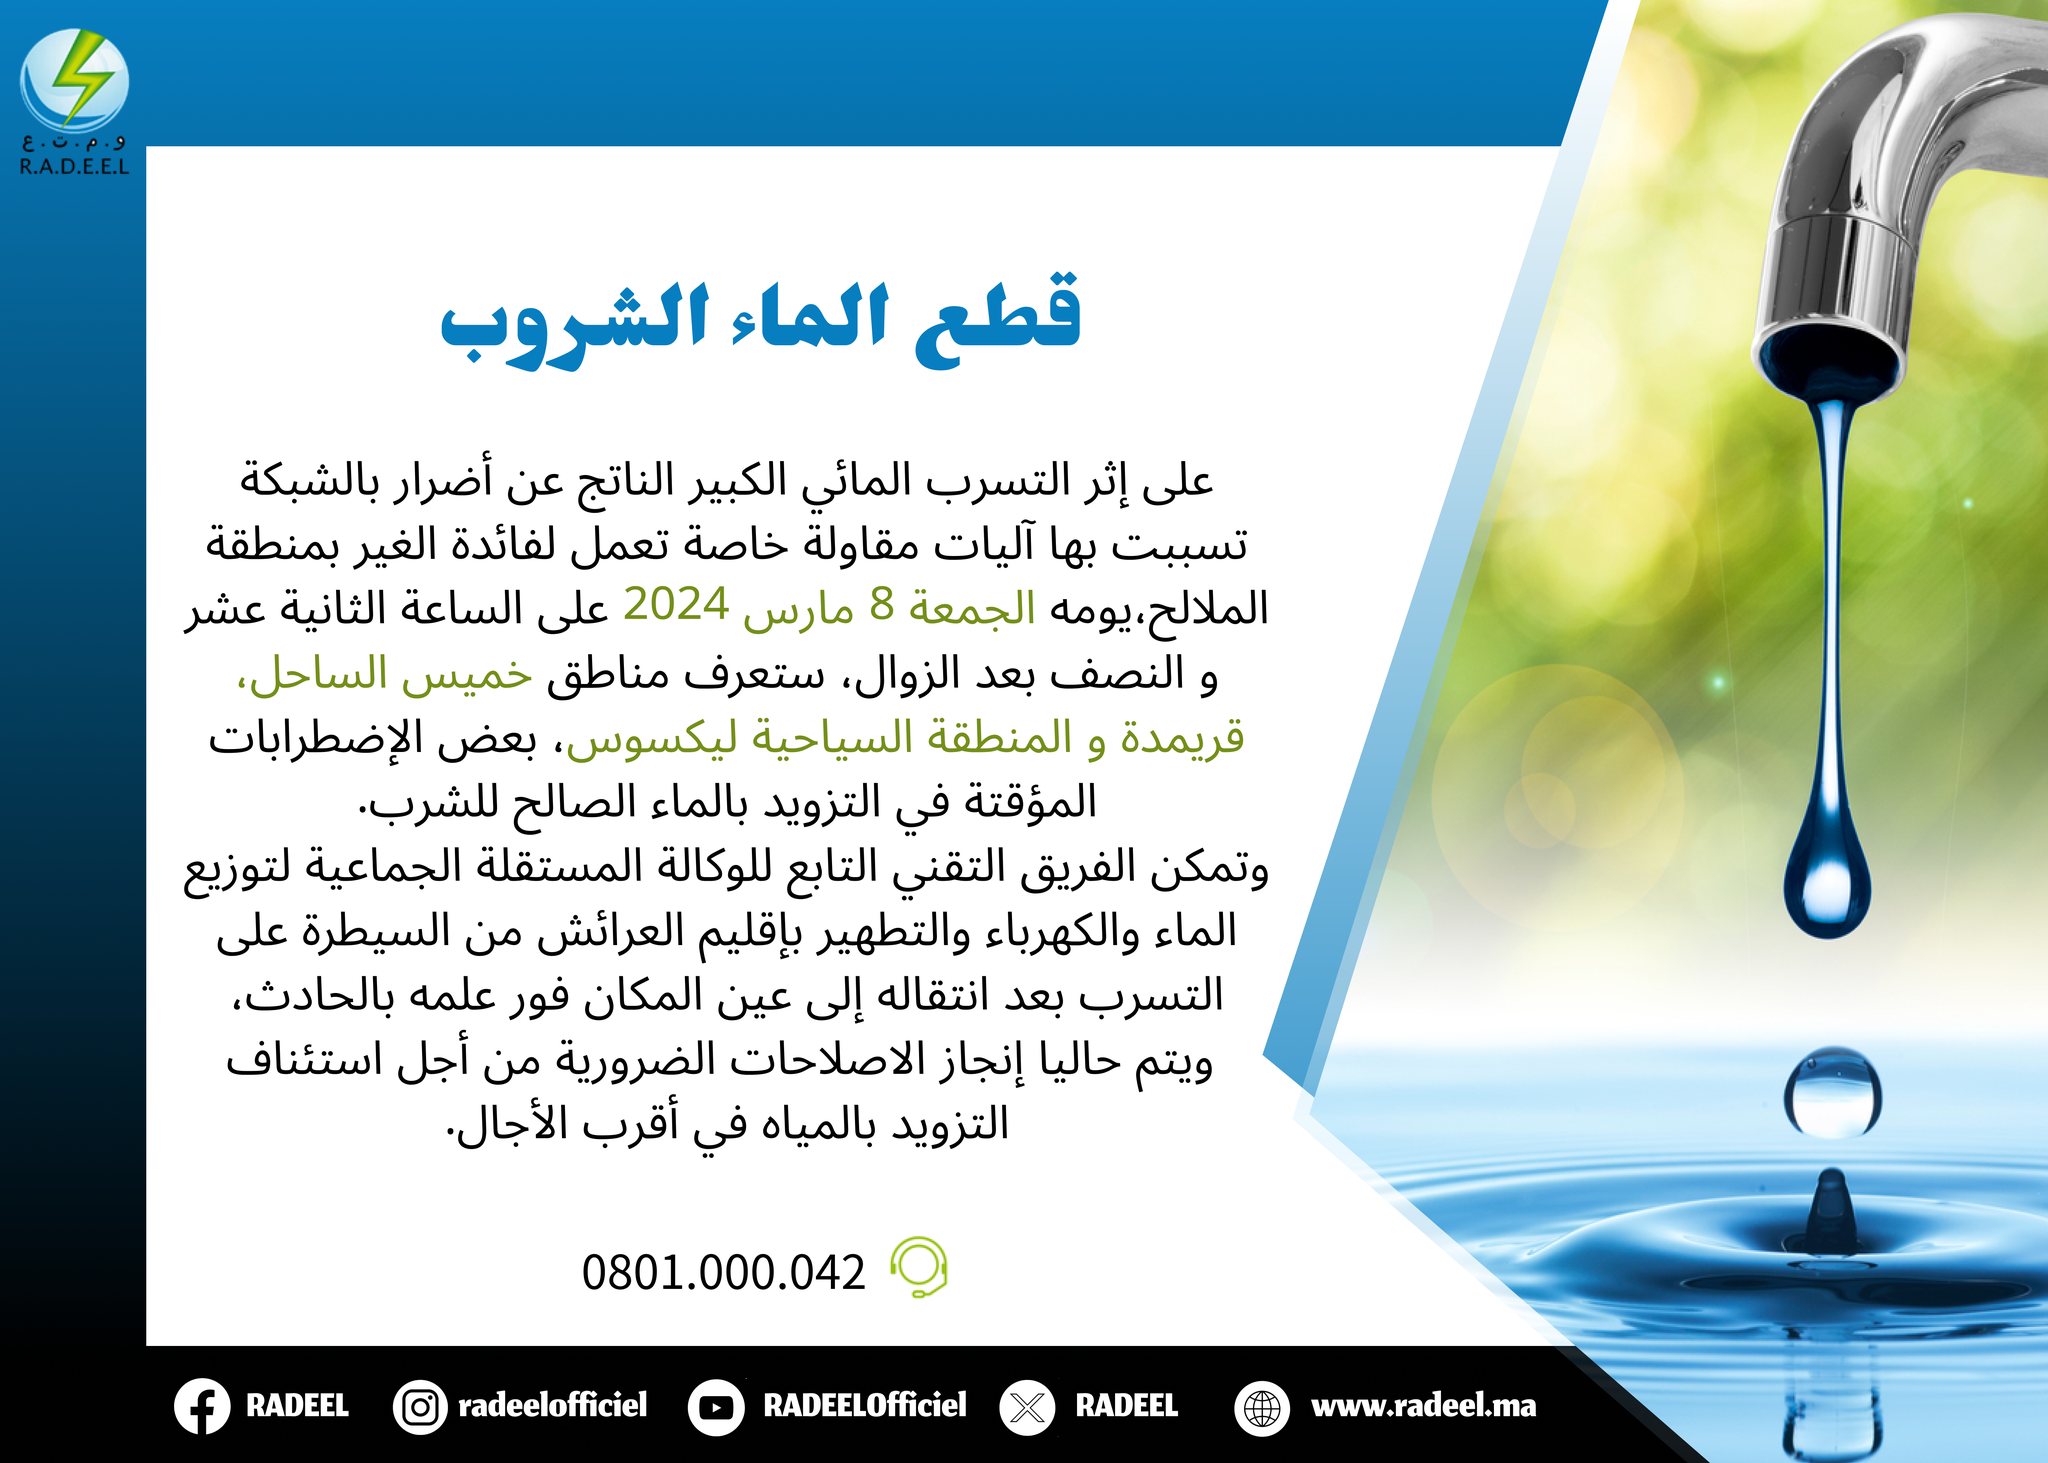 و.م.ت.ع
R.A.D.E.E.L
قطع الماء الشروب
على إثر التسرب المائي الكبير الناتج عن أضرار بالشبكة
تسببت بها آليات مقاولة خاصة تعمل لفائدة الغير بمنطقة
الملالح،يومه الجمعة 8 مارس 2024 على الساعة الثانية عشر
و النصف بعد الزوال، ستعرف مناطق خميس الساحل،
قريمدة و المنطقة السياحية ليكسوس، بعض الإضطرابات
المؤقتة في التزويد بالماء الصالح للشرب.
وتمكن الفريق التقني التابع للوكالة المستقلة الجماعية لتوزيع
الماء والكهرباء والتطهير بإقليم العرائش من السيطرة على
التسرب بعد انتقاله إلى عين المكان فور علمه بالحادث،
ويتم حاليا إنجاز الاصلاحات الضرورية من أجل استئناف
التزويد بالمياه في أقرب الأجال.
0801.000.042
RADEEL radeelofficiel RADEELOfficiel RADEEL www.radeel.ma